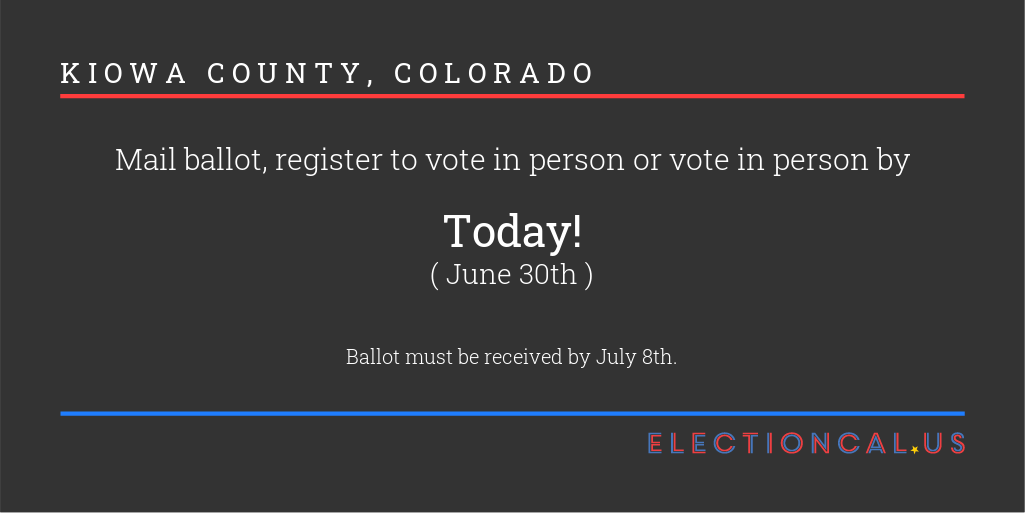 KIOWA COUNTY, COLORADO
Mail ballot, register to vote in person or vote in person by
Today!
( June 30th )
Ballot must be received by July 8th.
ELECTIONCAL.US